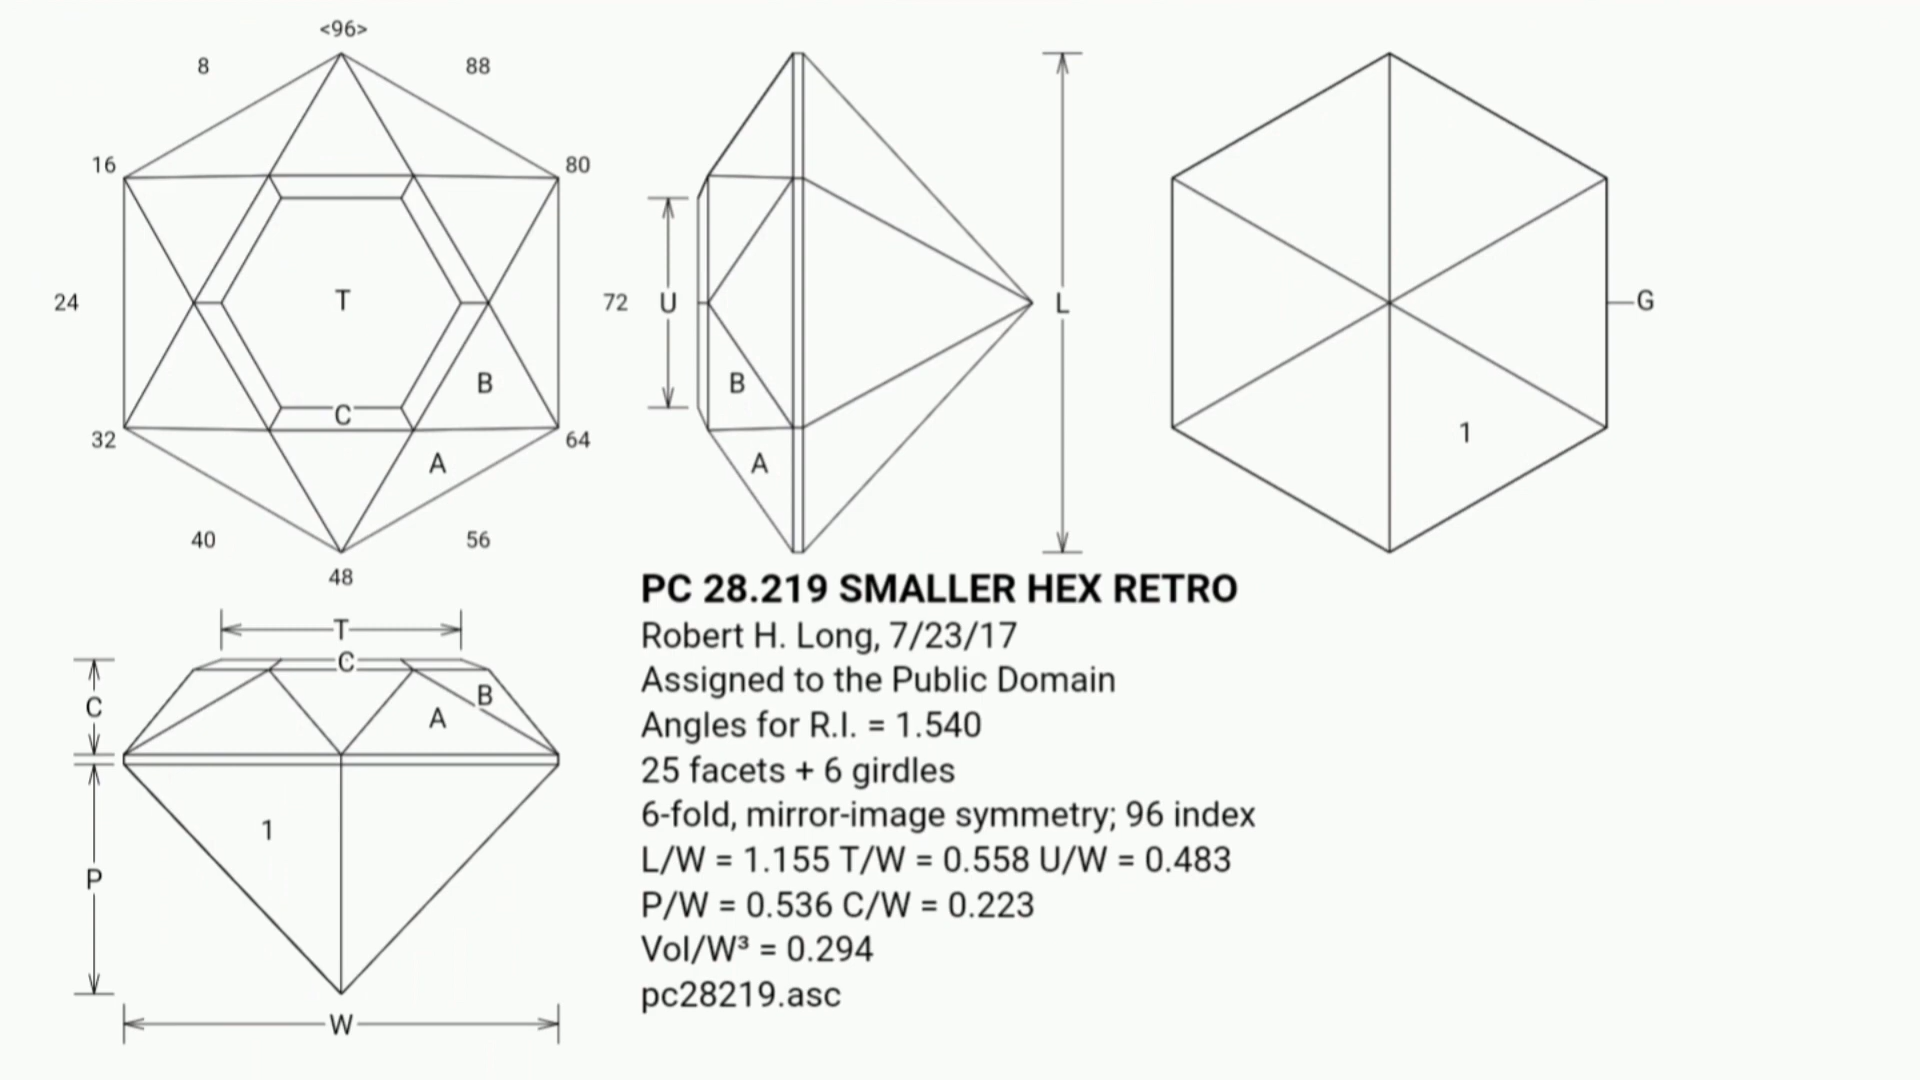 <96>
8
88
16
80
T
24
72
U
L
G
B
B
C
32
64
A
A
1
40
56
48
T
C
C
B
A
1
P
W
PC 28.219 SMALLER HEX RETRO
Robert H. Long, 7/23/17
Assigned to the Public Domain
Angles for R.I. = 1.540
25 facets + 6 girdles
6-fold, mirror-image symmetry; 96 index
L/W = 1.155 T/W = 0.558 U/W = 0.483
P/W = 0.536 C/W = 0.223
Vol/W³ = 0.294
pc28219.asc